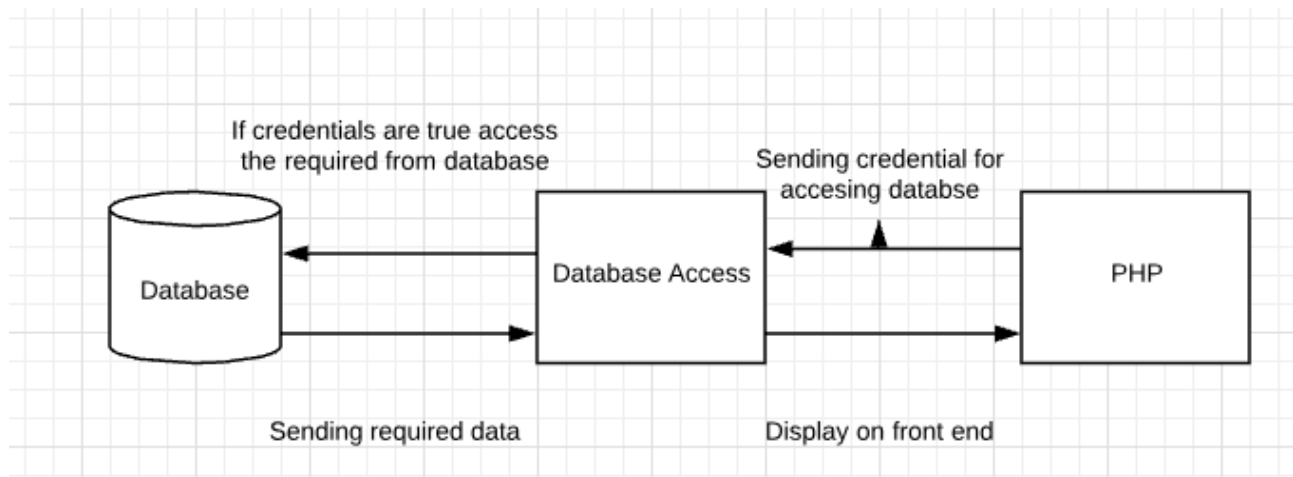 If credentials are true access
the required from database
Sending credential for
accesing databse
Database
Database Access
PHP
Sending required data
Display on front end